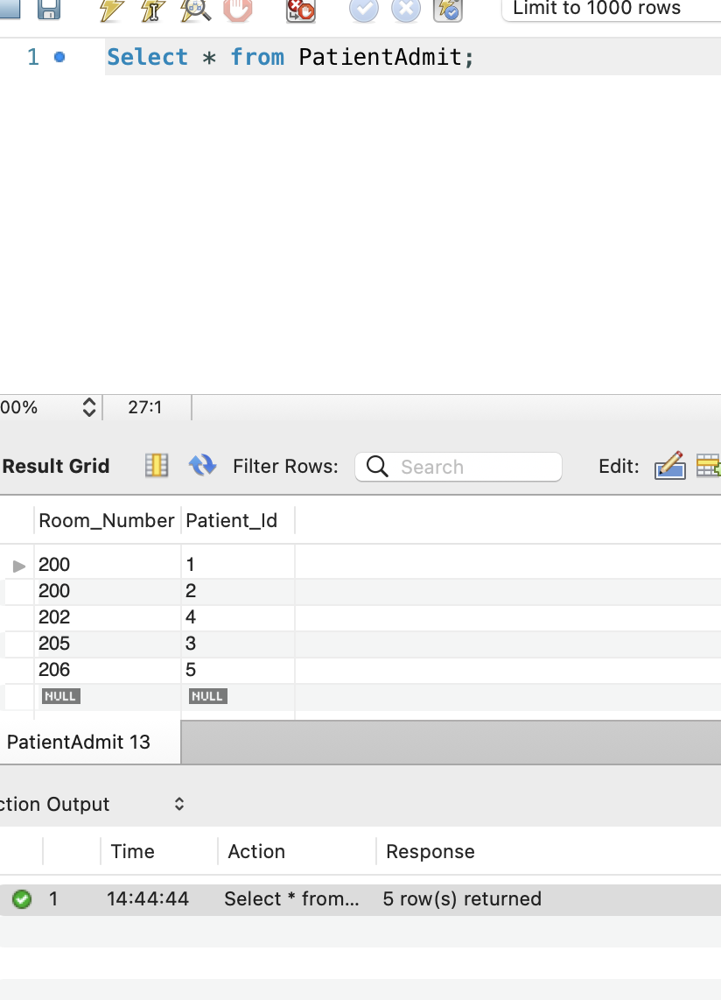 Limit to 1000 rows
1 Select * from PatientAdmit;
00% 27:1
Result Grid Filter Rows: Search Edit:
Room_Number Patient_Id
200 1
200 2
202 4
205 3
206 5
NULL NULL
PatientAdmit 13
ction Output
Time Action Response
1 14:44:44 Select * from... 5 row(s) returned